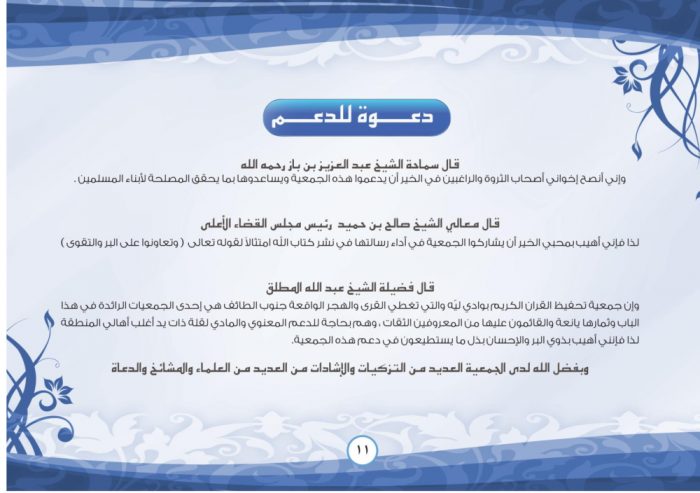 دعـــوة للدعـــم
قال سماحة الشيخ عبد العزيز بن باز رحمه الله
وإني أنصح إخواني أصحاب الثروة والراغبين في الخير أن يدعموا هذه الجمعية ويساعدوها بما يحقق المصلحة لأبناء المسلمين .
قال معالي الشيخ صالح بن حميد رئيس مجلس القضاء الأعلى
لذا فإني أهيب بمحبي الخير أن يشاركوا الجمعية في أداء رسالتها في نشر كتاب الله امتثالاً لقوله تعالى ( وتعاونوا على البر والتقوى )
قال فضيلة الشيخ عبد الله المطلق
وإن جمعية تحفيظ القران الكريم بوادي ليّه والتي تغطي القرى والهجر الواقعة جنوب الطائف هي إحدى الجمعيات الرائدة في هذا
الباب وثمارها يانعة والقائمون عليها من المعروفين الثقات ، وهم بحاجة للدعم المعنوي والمادي لقلة ذات يد أغلب أهالي المنطقة
لذا فإنني أهيب بذوي البر والإحسان بذل ما يستطيعون في دعم هذه الجمعية.
وبفضل الله لدى الجمعية العديد من التزكيات والإشادات من العديد من العلماء والمشائخ والدعاة
١١